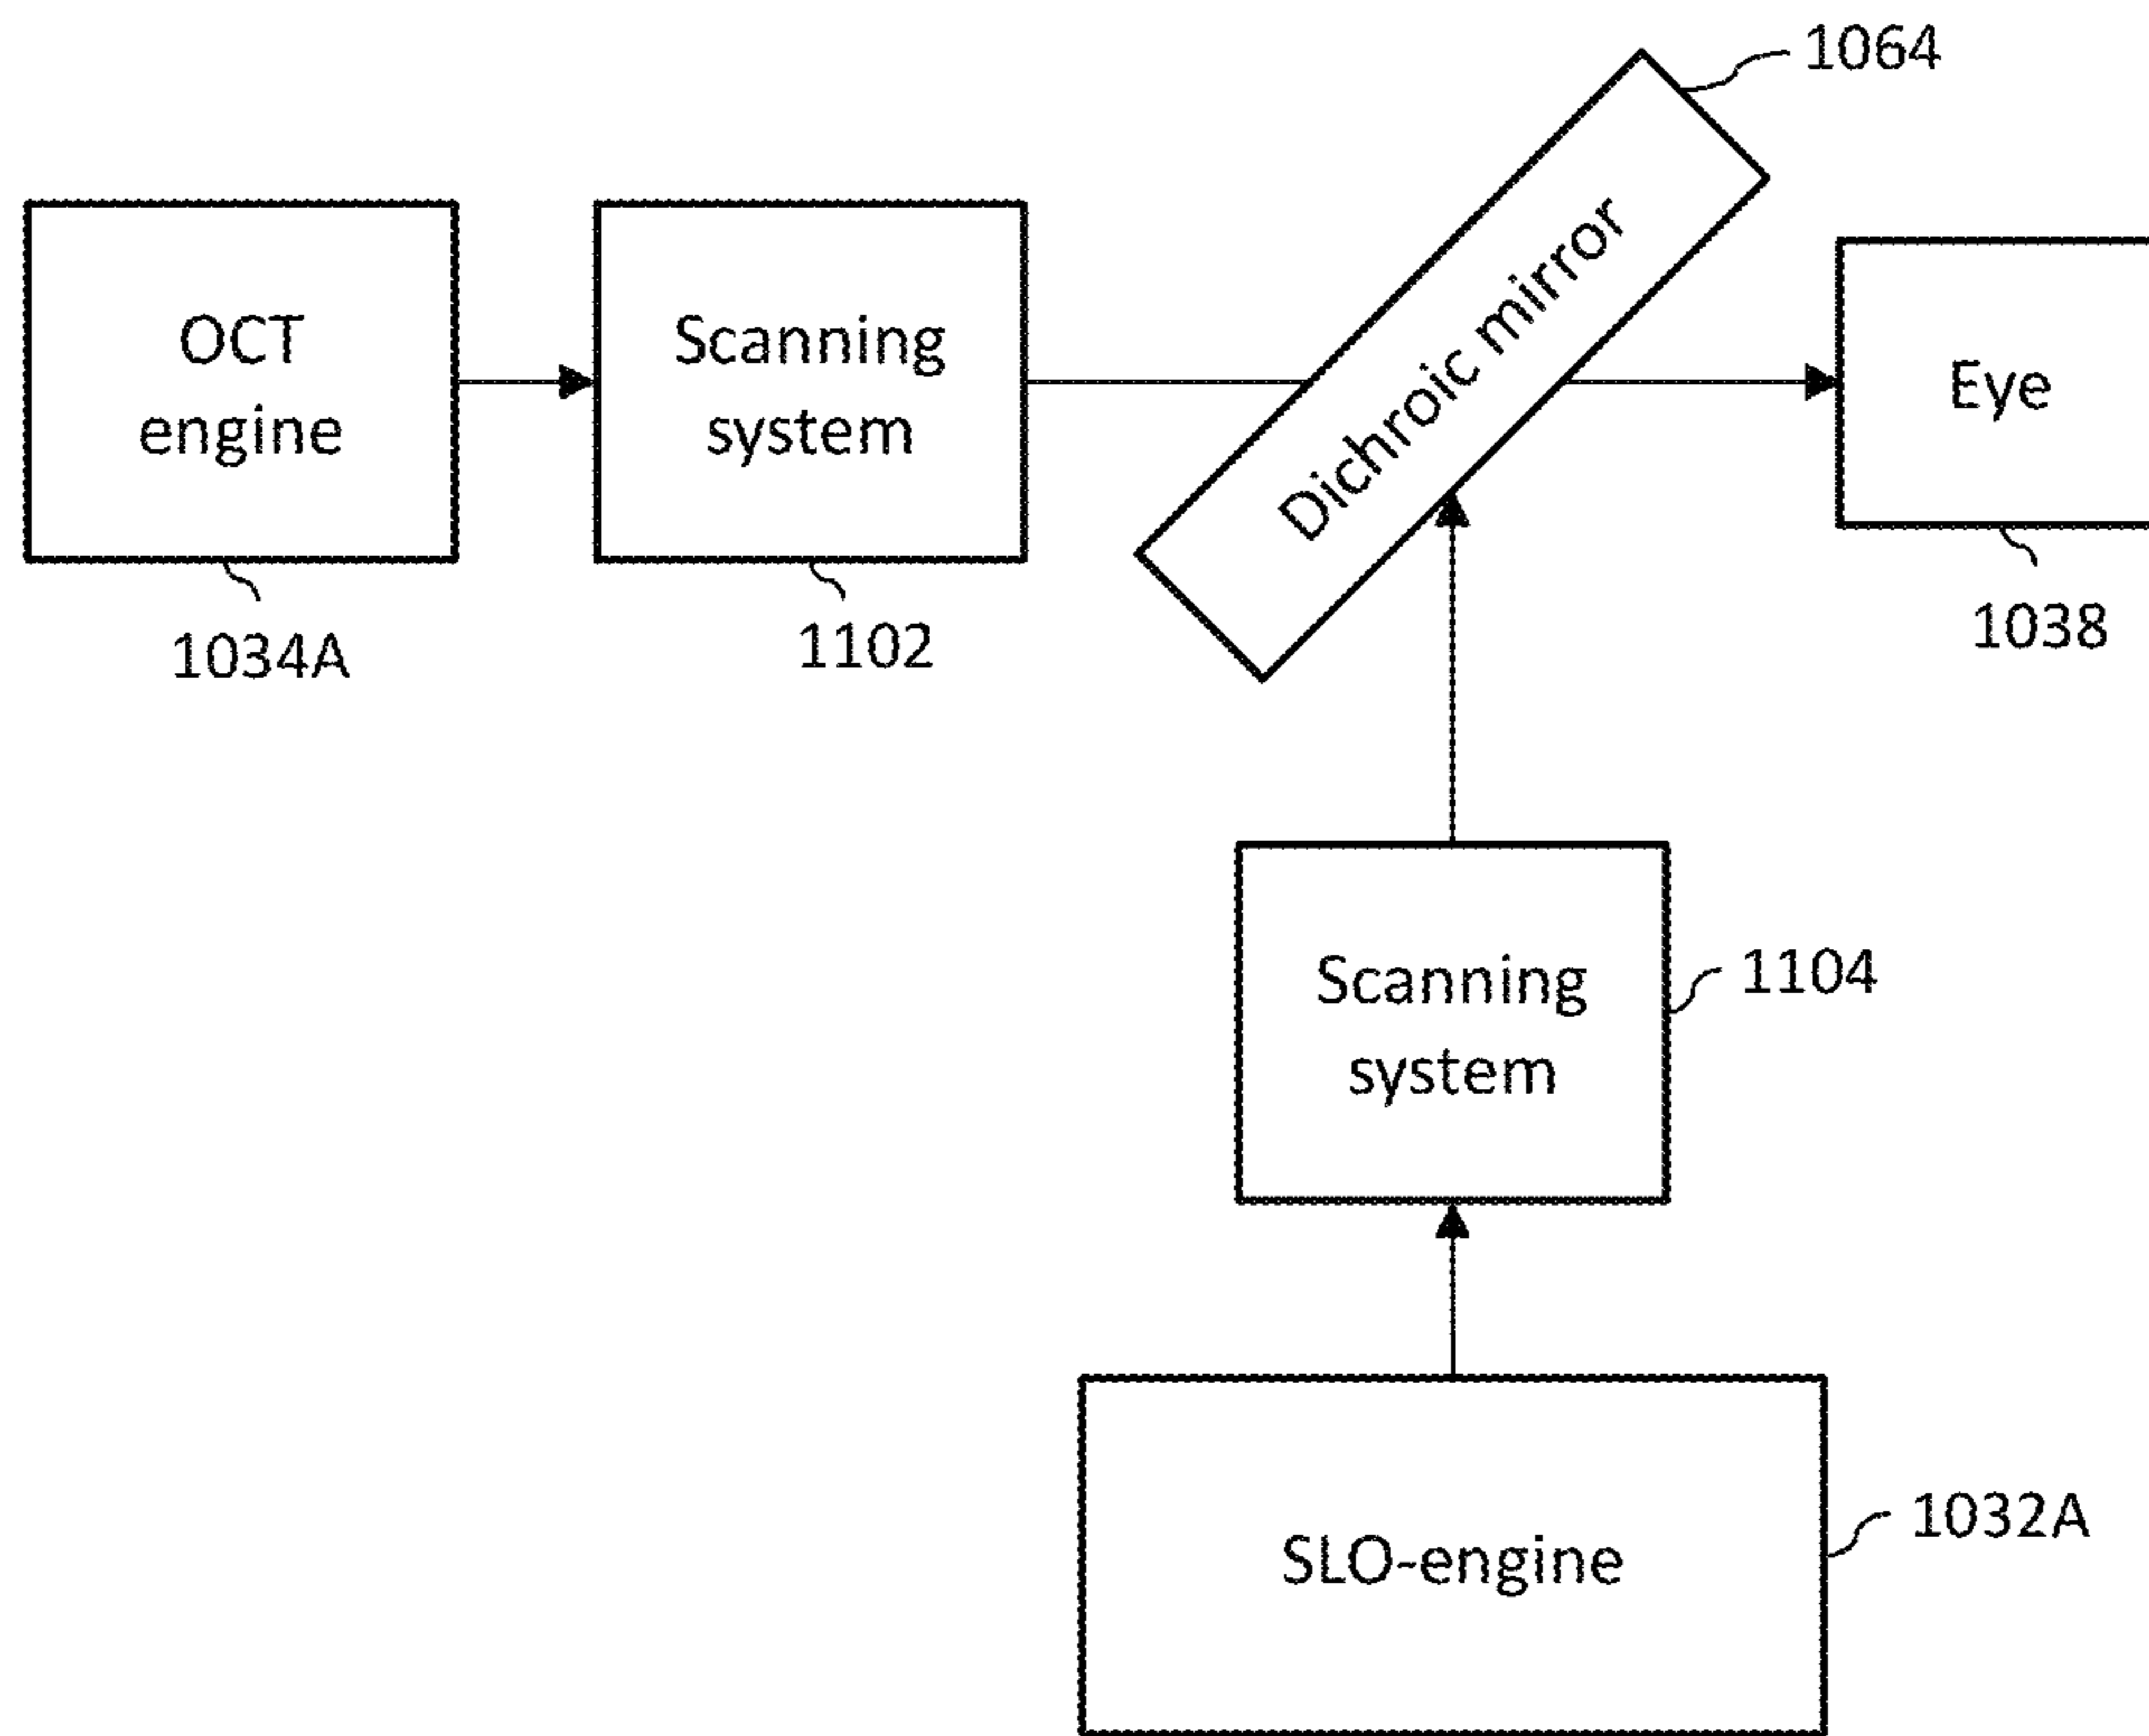 1064
OCT
engine
Scanning
system
Dichroic mirror
Eye
1034A
1102
1038
Scanning
system
1104
SLO-engine
1032A